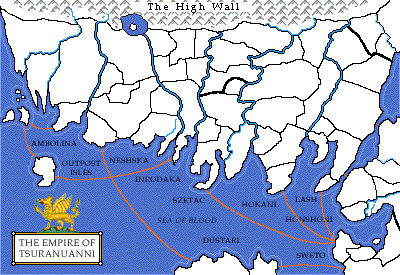 The High Wall
AMBOLINA
OUTPOST
ISLES
NESHSKA
INRODAKA
SZETAC
HOKANI
LASH
HONSHONI
SEA OF BLOOD
DUSTARI
SWETO
THE EMPIRE OF
TSURANUANNI